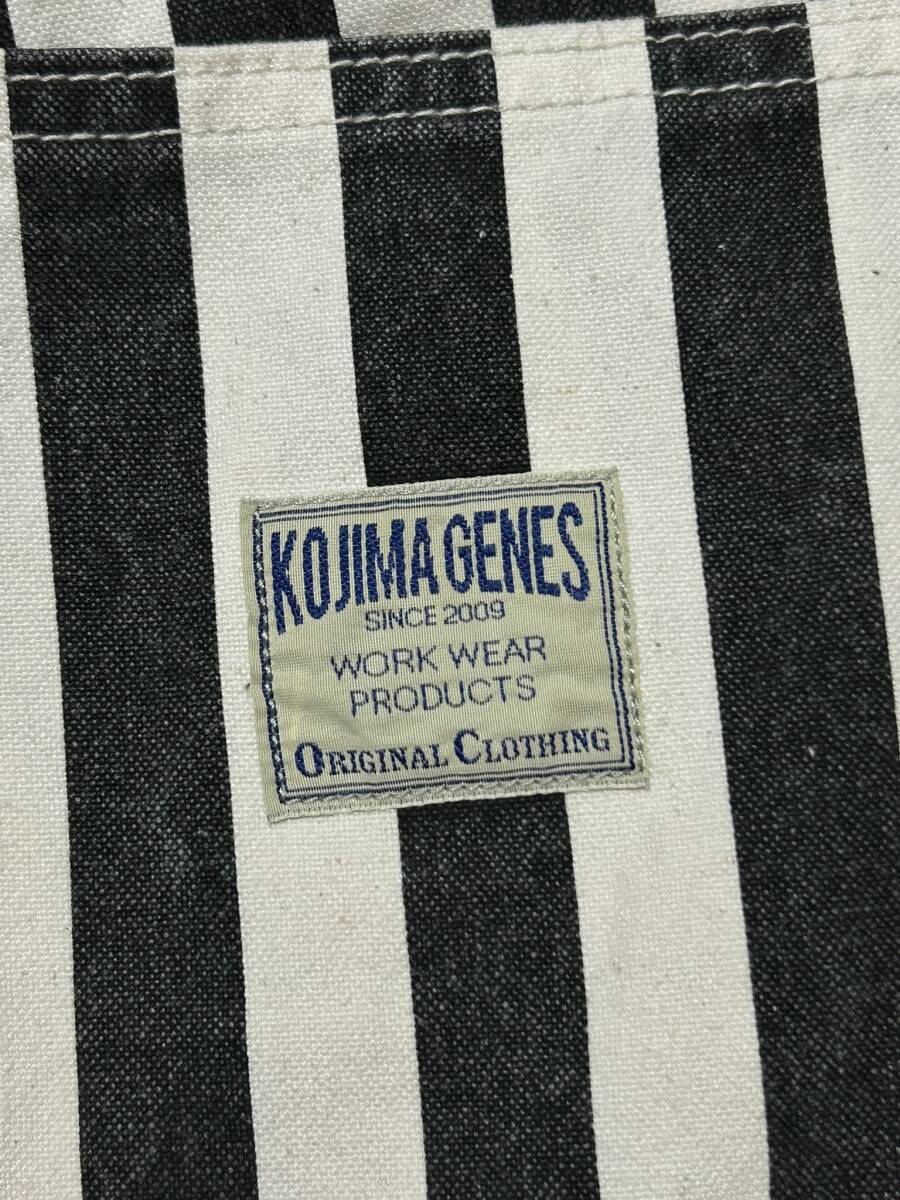 KOJIMA GENES
SINCE 2009
WORK WEAR
PRODUCTS
ORIGINAL CLOTHING